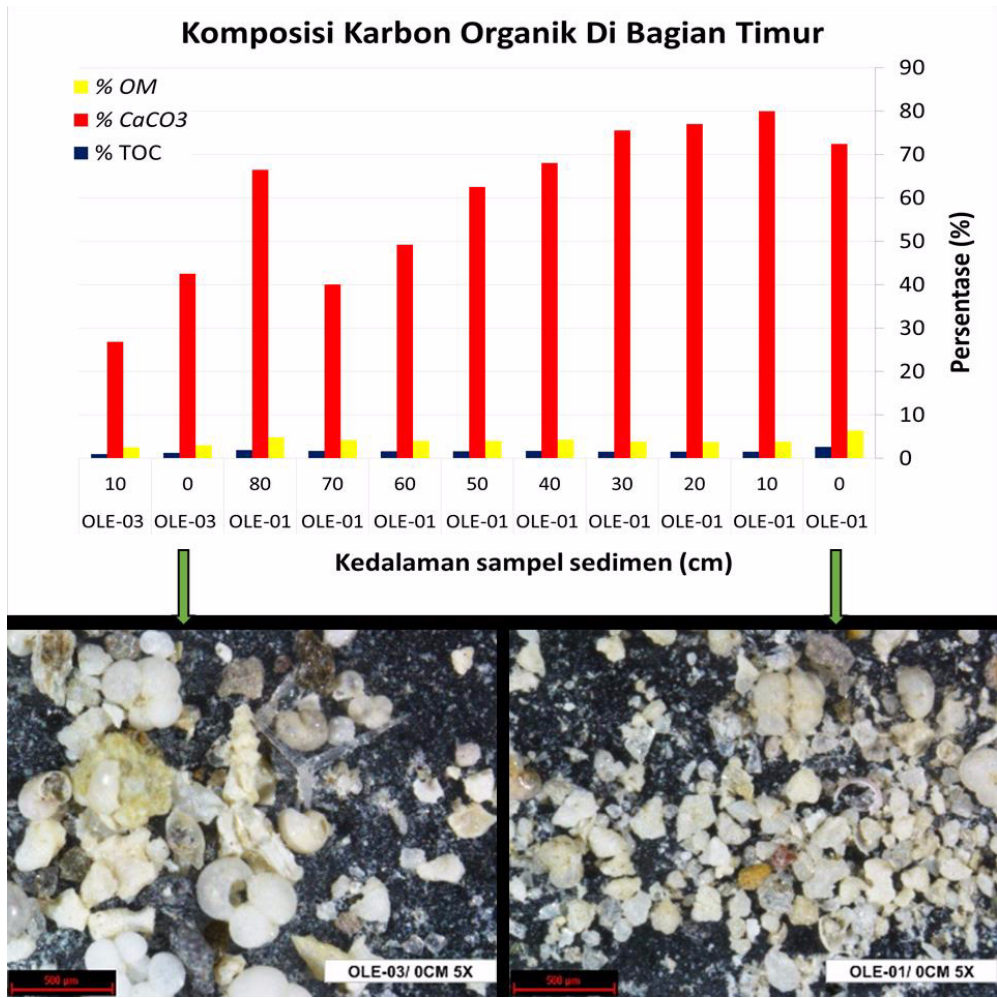 Komposisi Karbon Organik Di Bagian Timur
% OM
% CaCO3
% TOC
90
80
70
60
50
40
30
20
10
0
Persentase (%)
10 0 80 70 60 50 40 30 20 10 0
OLE-03 OLE-03 OLE-01 OLE-01 OLE-01 OLE-01 OLE-01 OLE-01 OLE-01 OLE-01 OLE-01
Kedalaman sampel sedimen (cm)
500 µm
OLE-03/ 0CM 5X
500 µm
OLE-01/ 0CM 5X